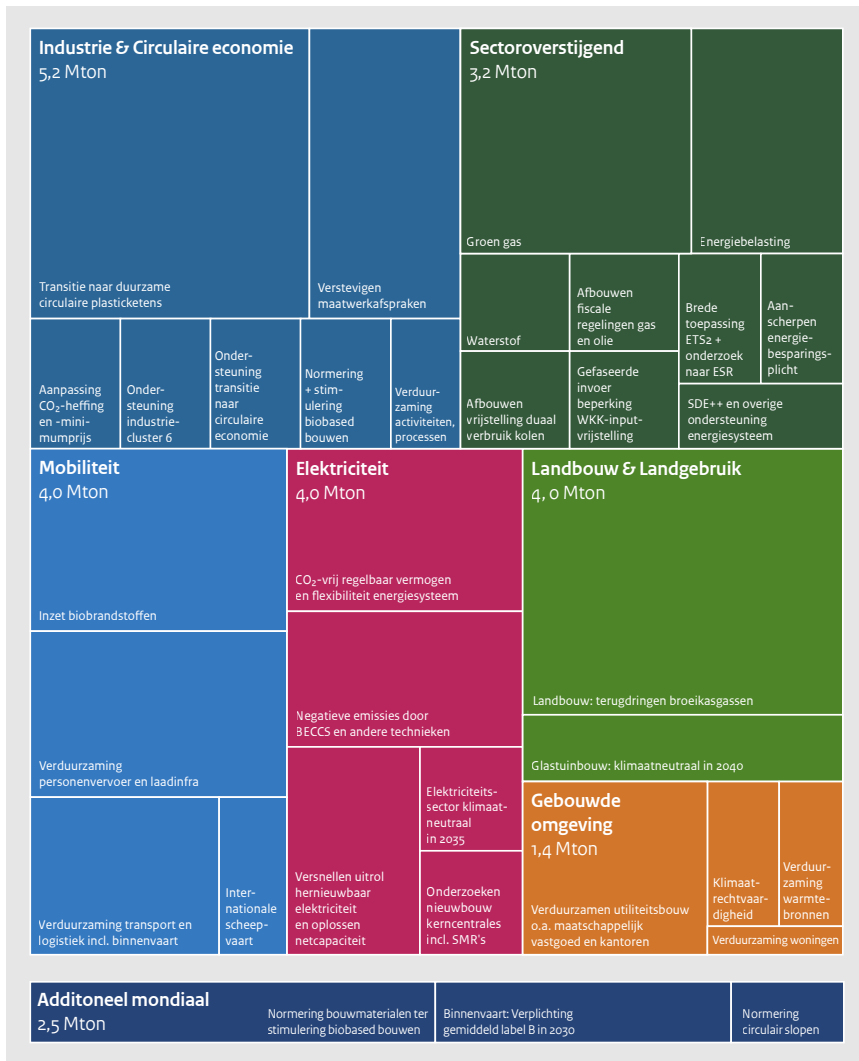 Industrie & Circulaire economie
5,2 Mton
Transitie naar duurzame
circulaire plasticketens
Verstevigen
maatwerkafspraken
Aanpassing
CO₂-heffing
en -mini-
mumprijs
Onder-
steuning
industrie-
cluster 6
Onder-
steuning
transitie
naar
circulaire
economie
Normering
+ stim-
ulering
biobased
bouwen
Verduur-
zaming
activiteiten,
processen
Sectoroverstijgend
3,2 Mton
Groen gas
Energiebelasting
Waterstof
Afbouwen
fiscale
regelingen gas
en olie
Brede
toepassing
ETS2 +
onderzoek
naar ESR
Aan-
scherpen
energie-
besparings-
plicht
Afbouwen
vrijstelling duaal
verbruik kolen
Gefaseerde
invoer
beperking
WKK-input-
vrijstelling
SDE++ en overige
ondersteuning
energiesysteem
Mobiliteit
4,0 Mton
Inzet biobrandstoffen
Verduurzaming
personenvervoer en laadinfra
Verduurzaming transport en
logistiek incl. binnenvaart
Inter-
nationale
scheep-
vaart
Elektriciteit
4,0 Mton
CO₂-vrij regelbaar vermogen
en flexibiliteit energiesysteem
Negatieve emissies door
BECCS en andere technieken
Versnellen uitrol
hernieuwbaar
elektriciteit
en oplossen
netcapaciteit
Elektriciteits-
sector klimaat-
neutraal
in 2035
Onderzoeken
nieuwbouw
kerncentrales
incl. SMR's
Landbouw & Landgebruik
4, 0 Mton
Landbouw: terugdringen broeikasgassen
Glastuinbouw: klimaatneutraal in 2040
Gebouwde
omgeving
1,4 Mton
Verduurzamen utiliteitsbouw
o.a. maatschappelijk
vastgoed en kantoren
Klimaat-
rechtvaar-
digheid
Verduur-
zaming
warmte-
bronnen
Verduurzaming woningen
Additoneel mondiaal
2,5 Mton
Normering bouwmaterialen ter
stimulering biobased bouwen
Binnenvaart: Verplichting
gemiddeld label B in 2030
Normering
circulair slopen